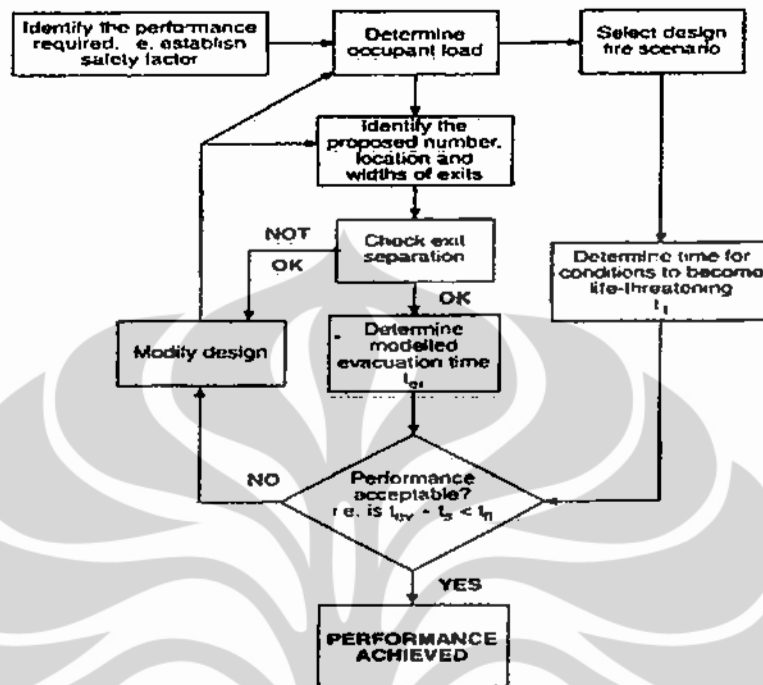 Identify the performance
required. i.e. establish
safety factor
Determine
occupant load
Select design
fire scenario
Identify the
proposed number,
location and
widths of exits
NOT
OK
Check exit
separation
OK
Determine time for
conditions to become
life-threatening
Modify design
Determine
modelled
evacuation time
NO
Performance
acceptable?
i.e. is
YES
PERFORMANCE
ACHIEVED